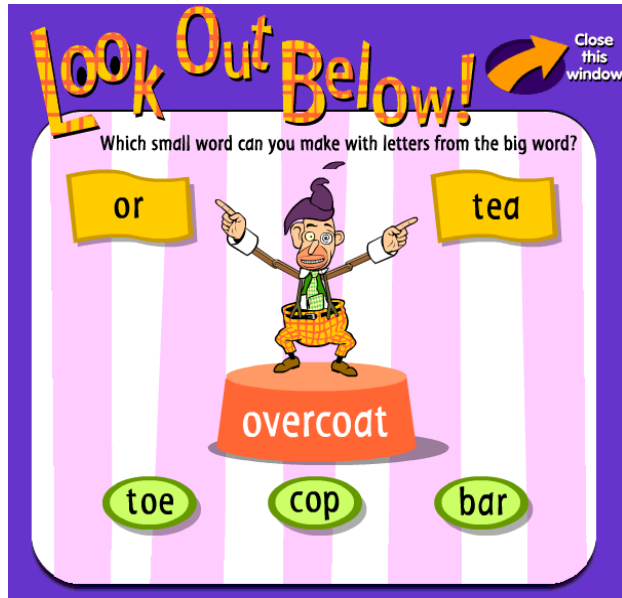 Look Out Below!
Close
this
window
Which small word can you make with letters from the big word?
or
tea
overcoat
toe
cop
bar